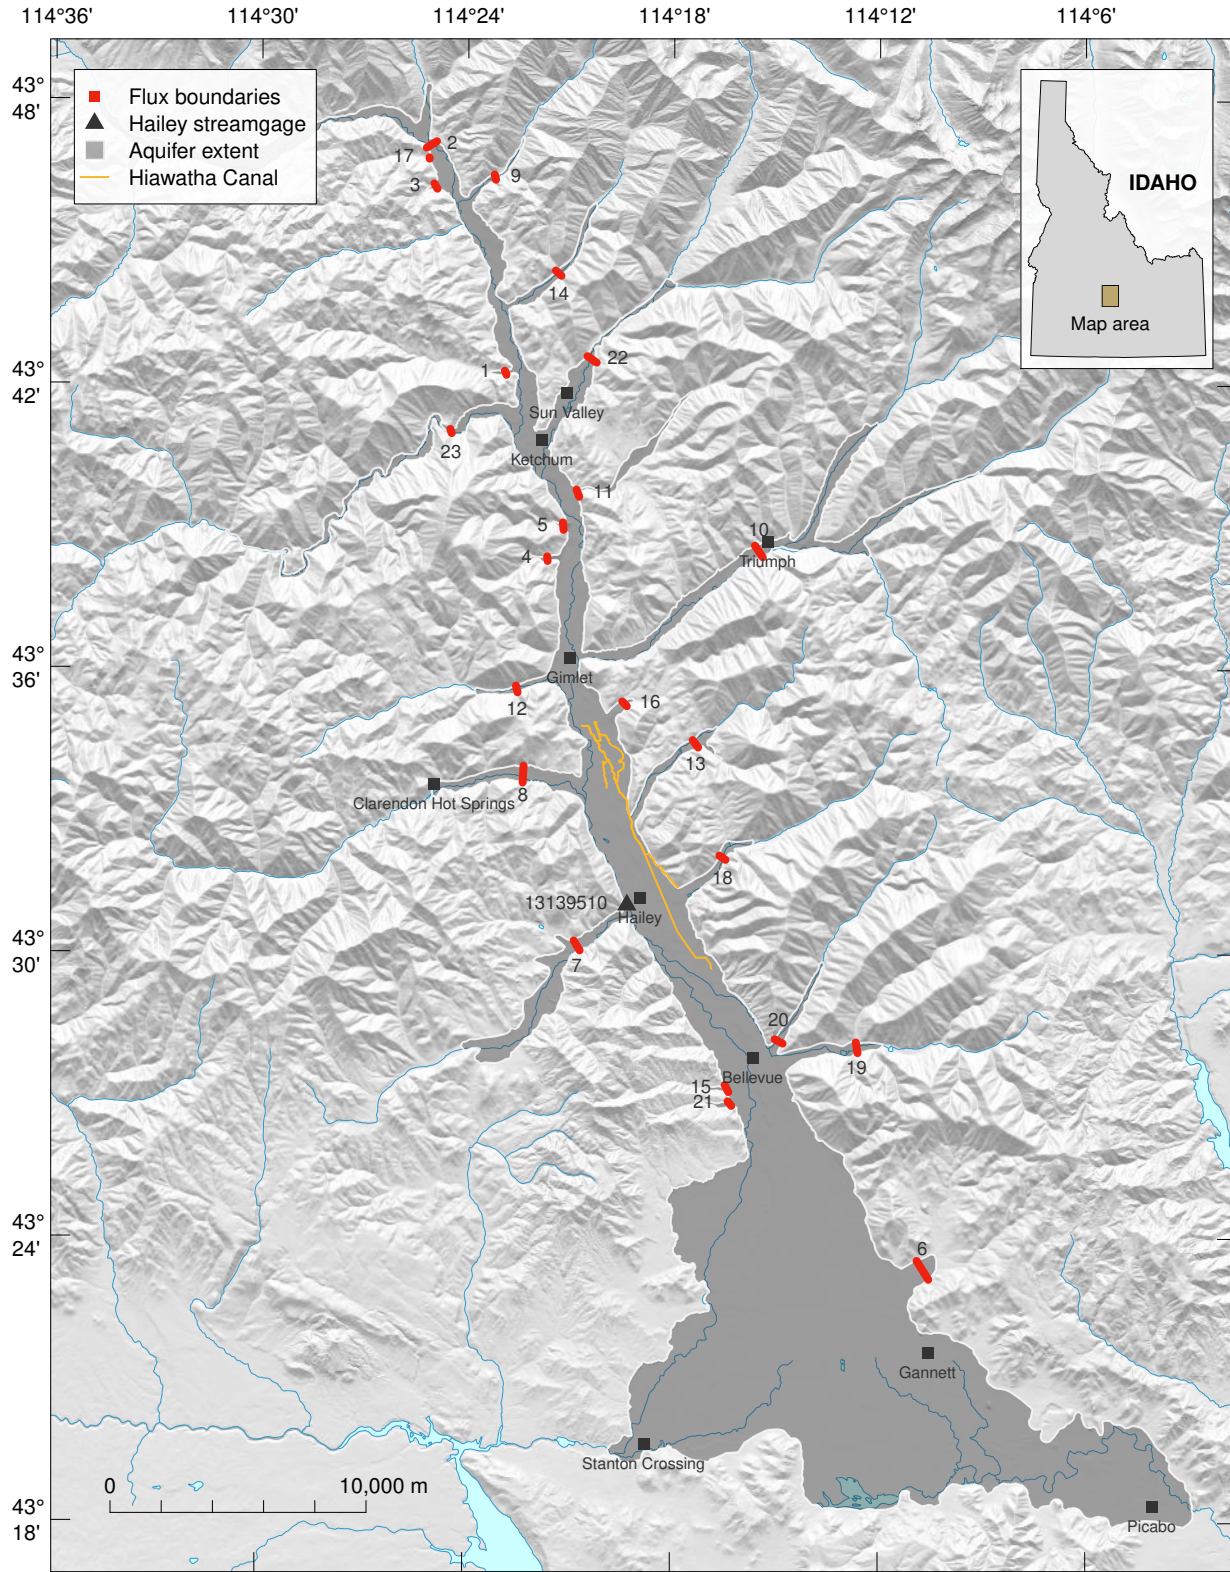 114°36' 114°30' 114°24' 114°18' 114°12' 114°6'
43°
48'
Flux boundaries
Hailey streamgage
Aquifer extent
Hiawatha Canal
IDAHO
Map area
2
17
3
9
14
43°
42'
1
22
Sun Valley
23
Ketchum
11
5
4
10
Triumph
43°
36'
Gimlet
12
16
13
8
Clarendon Hot Springs
18
13139510
Hailey
43°
30'
7
20
19
Bellevue
15
21
43°
24'
6
Gannett
Stanton Crossing
0 10,000 m
43°
18'
Picabo